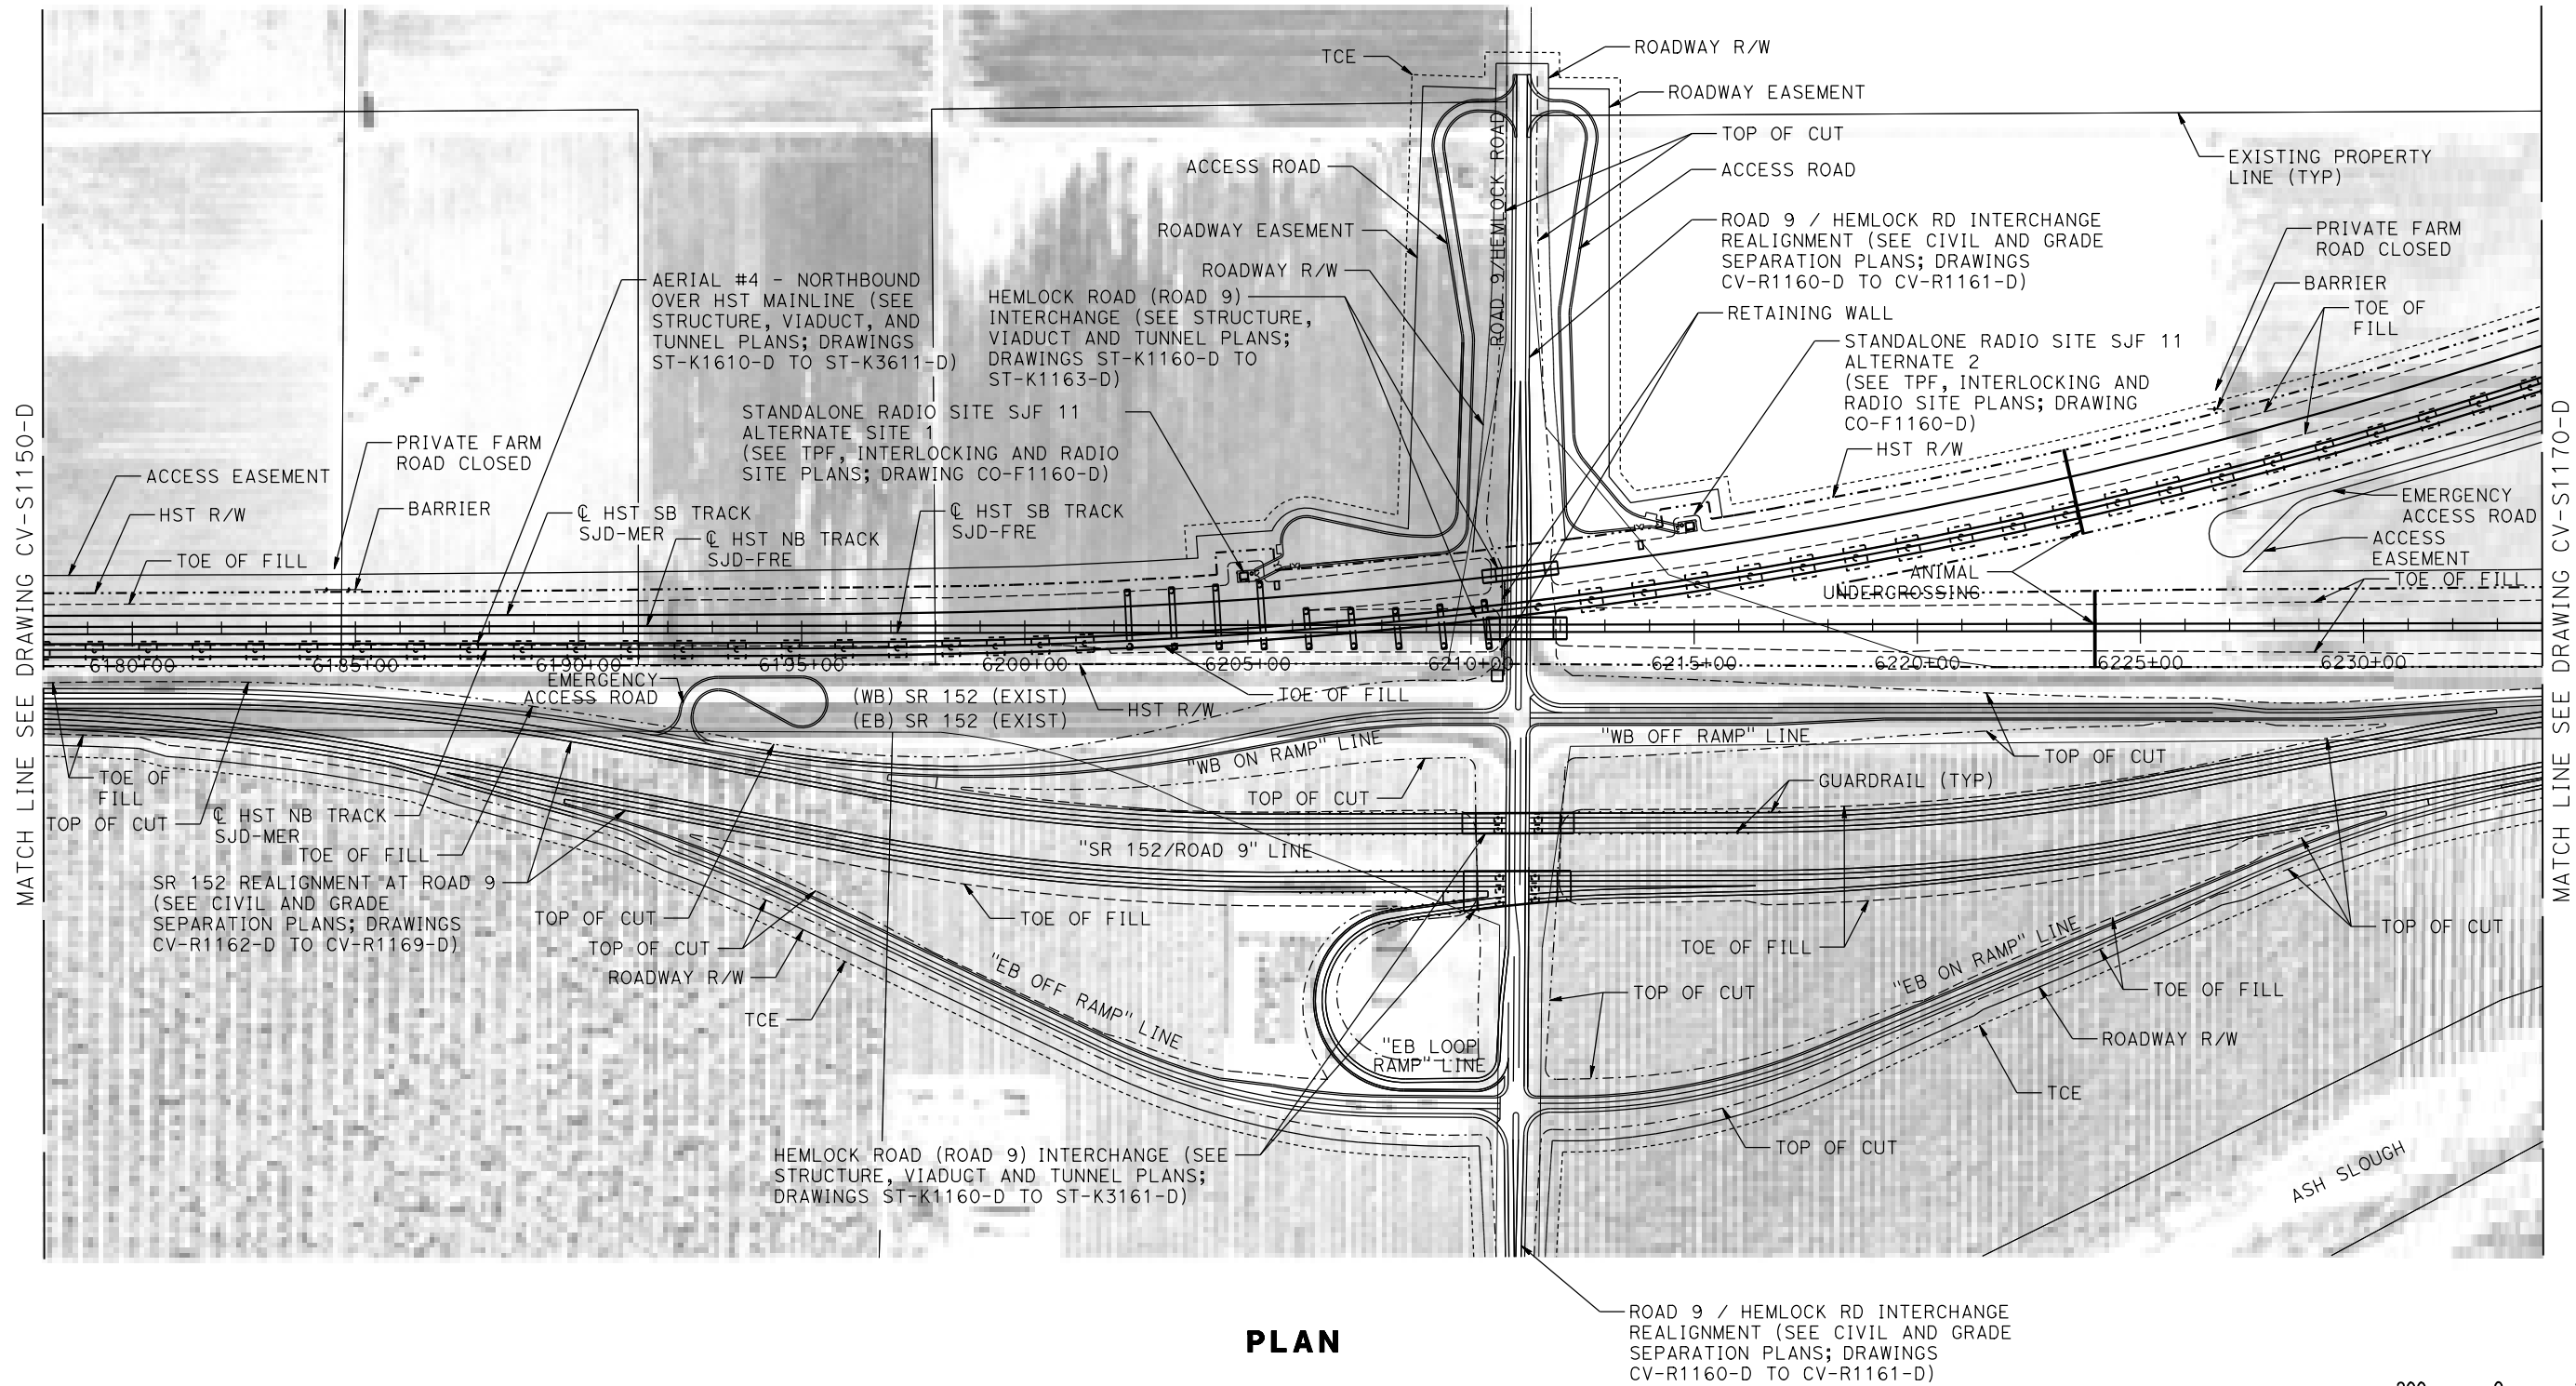 TCE
ROADWAY R/W
ROADWAY EASEMENT
TOP OF CUT
ACCESS ROAD
ACCESS ROAD
EXISTING PROPERTY
LINE (TYP)
ROAD 9/HEMLOCK ROAD
ROADWAY EASEMENT
ROADWAY R/W
ROAD 9 / HEMLOCK RD INTERCHANGE
REALIGNMENT (SEE CIVIL AND GRADE
SEPARATION PLANS; DRAWINGS
CV-R1160-D TO CV-R1161-D)
PRIVATE FARM
ROAD CLOSED
BARRIER
TOE OF
FILL
AERIAL #4 - NORTHBOUND
OVER HST MAINLINE (SEE
STRUCTURE, VIADUCT, AND
TUNNEL PLANS; DRAWINGS
ST-K1610-D TO ST-K3611-D)
HEMLOCK ROAD (ROAD 9)
INTERCHANGE (SEE STRUCTURE,
VIADUCT AND TUNNEL PLANS;
DRAWINGS ST-K1160-D TO
ST-K1163-D)
RETAINING WALL
STANDALONE RADIO SITE SJF 11
ALTERNATE 2
(SEE TPF, INTERLOCKING AND
RADIO SITE PLANS; DRAWING
CO-F1160-D)
HST R/W
STANDALONE RADIO SITE SJF 11
ALTERNATE SITE 1
(SEE TPF, INTERLOCKING AND RADIO
SITE PLANS; DRAWING CO-F1160-D)
PRIVATE FARM
ROAD CLOSED
ACCESS EASEMENT
HST R/W
BARRIER
TOE OF FILL
℄ HST SB TRACK
SJD-MER
℄ HST NB TRACK
SJD-FRE
℄ HST SB TRACK
SJD-FRE
EMERGENCY
ACCESS ROAD
ACCESS
EASEMENT
TOE OF FILL
ANIMAL
UNDERCROSSING
MATCH LINE SEE DRAWING CV-S1150-D
MATCH LINE SEE DRAWING CV-S1170-D
6180+00
6185+00
6190+00
6195+00
6200+00
6205+00
6210+00
6215+00
6220+00
6225+00
6230+00
EMERGENCY
ACCESS ROAD
(WB) SR 152 (EXIST)
(EB) SR 152 (EXIST)
HST R/W
TOE OF FILL
"WB ON RAMP" LINE
"WB OFF RAMP" LINE
TOP OF CUT
TOP OF CUT
GUARDRAIL (TYP)
TOE OF
FILL
TOP OF CUT
℄ HST NB TRACK
SJD-MER
TOE OF FILL
"SR 152/ROAD 9" LINE
SR 152 REALIGNMENT AT ROAD 9
(SEE CIVIL AND GRADE
SEPARATION PLANS; DRAWINGS
CV-R1162-D TO CV-R1169-D)
TOP OF CUT
TOP OF CUT
ROADWAY R/W
TCE
TOE OF FILL
"EB OFF RAMP" LINE
"EB LOOP
RAMP" LINE
TOE OF FILL
TOP OF CUT
"EB ON RAMP" LINE
TOP OF CUT
TOE OF FILL
ROADWAY R/W
TCE
TOP OF CUT
HEMLOCK ROAD (ROAD 9) INTERCHANGE (SEE
STRUCTURE, VIADUCT AND TUNNEL PLANS;
DRAWINGS ST-K1160-D TO ST-K3161-D)
ASH SLOUGH
PLAN
ROAD 9 / HEMLOCK RD INTERCHANGE
REALIGNMENT (SEE CIVIL AND GRADE
SEPARATION PLANS; DRAWINGS
CV-R1160-D TO CV-R1161-D)